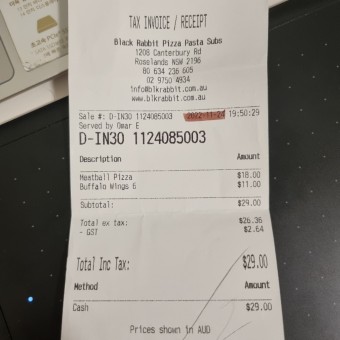 TAX INVOICE / RECEIPT
Black Rabbit Pizza Pasta Subs
1208 Canterbury Rd
Roselands NSW 2196
80 634 236 605
02 9750 4934
info@blkrabbit.com.au
www.blkrabbit.com.au
Sale #: D-IN30 1124085003 2022-11-24 19:50:29
Served by Omar E
D-IN30 1124085003
Description Amount
Meatball Pizza $18.00
Buffalo Wings 6 $11.00
Subtotal: $29.00
Total ex tax: $26.36
- GST $2.64
Total Inc Tax: $29.00
Method Amount
Cash $29.00
Prices shown in AUD